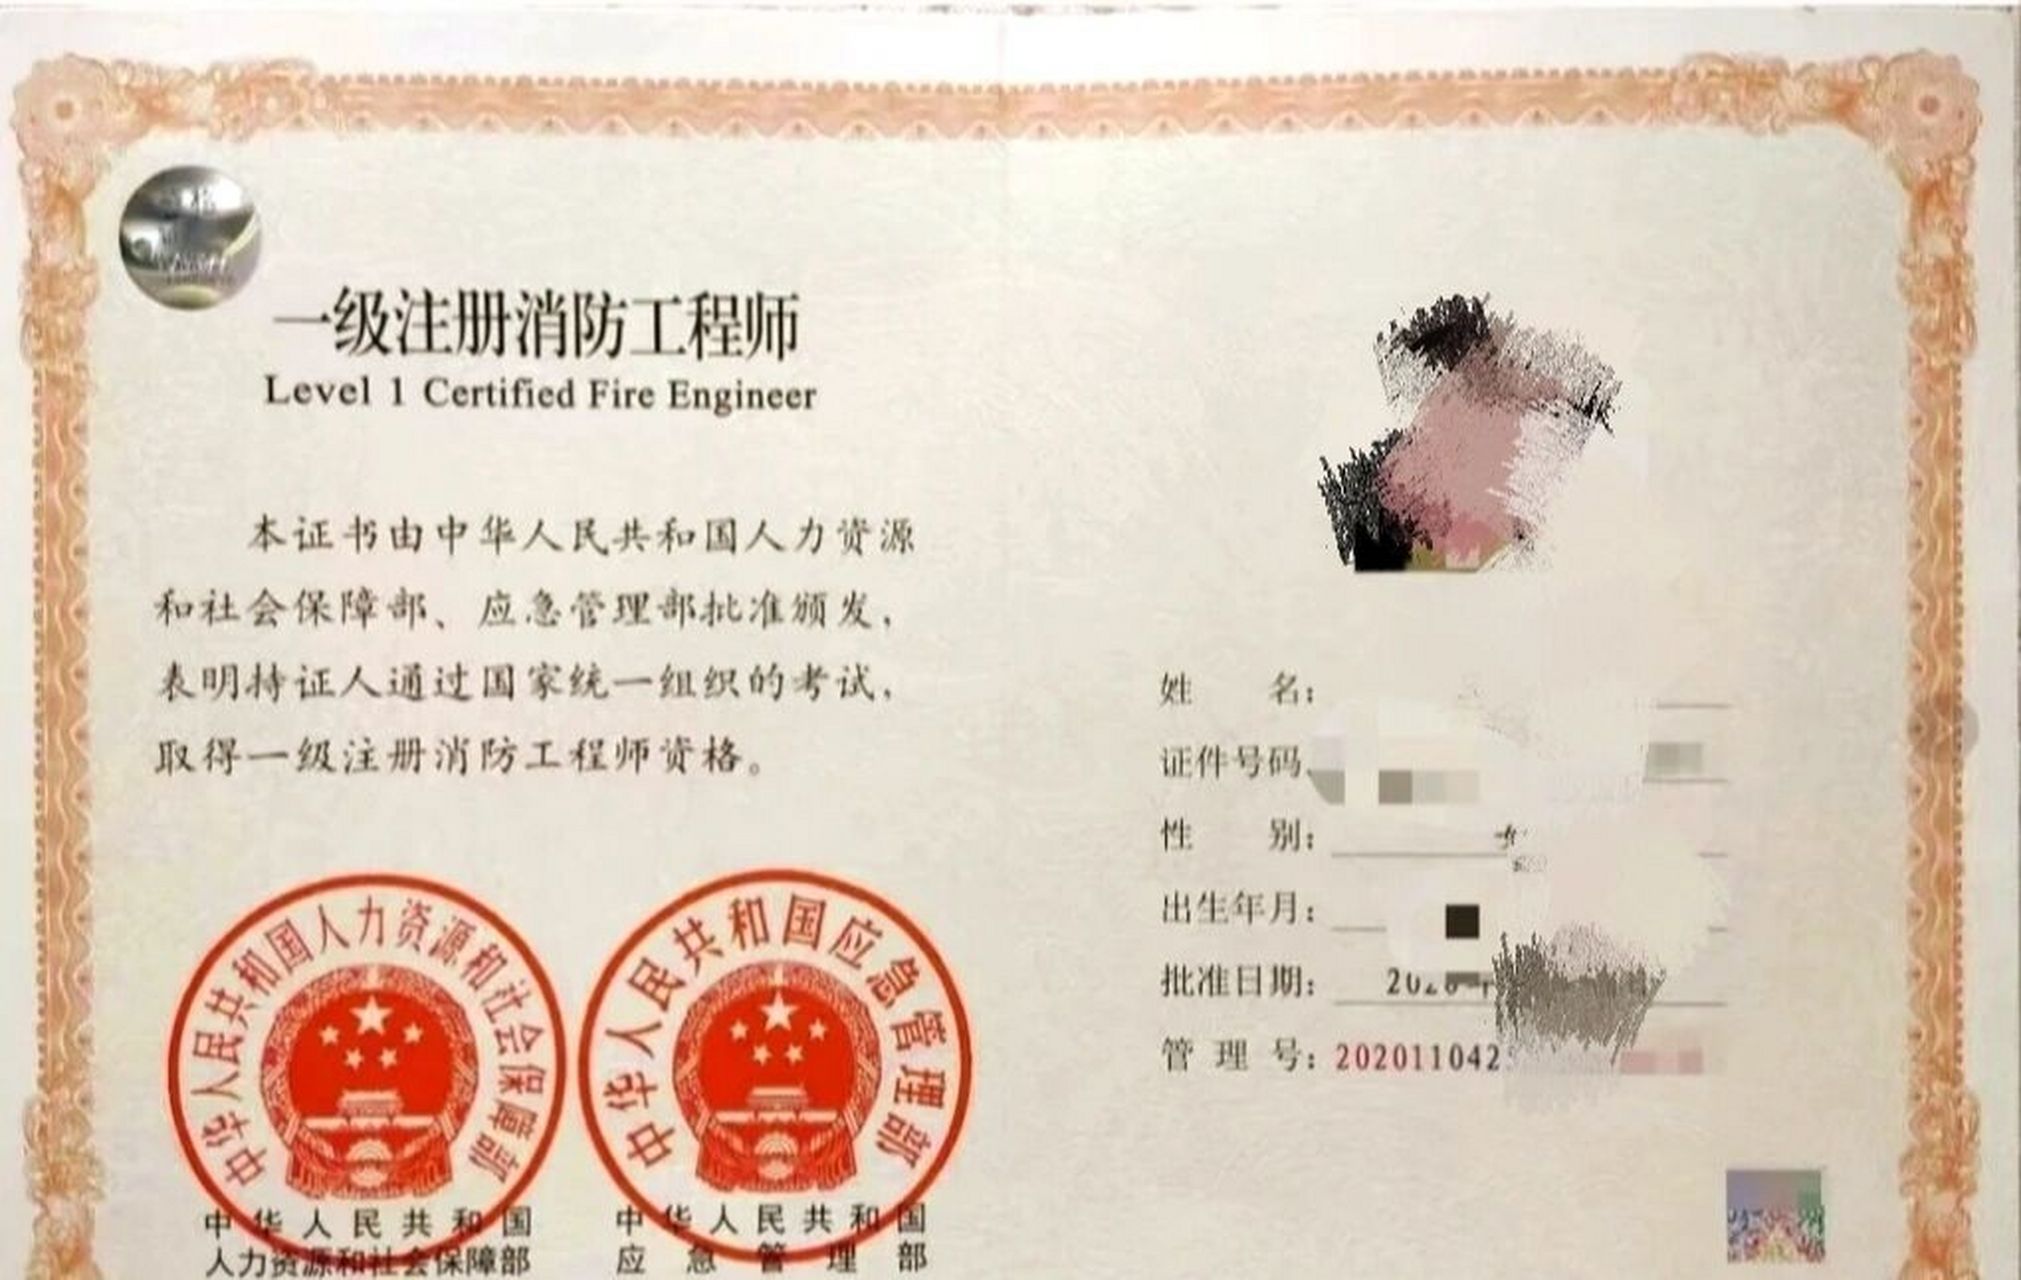 一级注册消防工程师
Level 1 Certified Fire Engineer
本证书由中华人民共和国人力资源
和社会保障部、应急管理部批准颁发，
表明持证人通过国家统一组织的考试，
取得一级注册消防工程师资格。
中华人民共和国人力资源和社会保障部
中华人民共和国应急管理部
中华人民共和国
人力资源和社会保障部
中华人民共和国
应急管理部
姓名：
证件号码
性别：
出生年月：
批准日期：
管理号：202011042